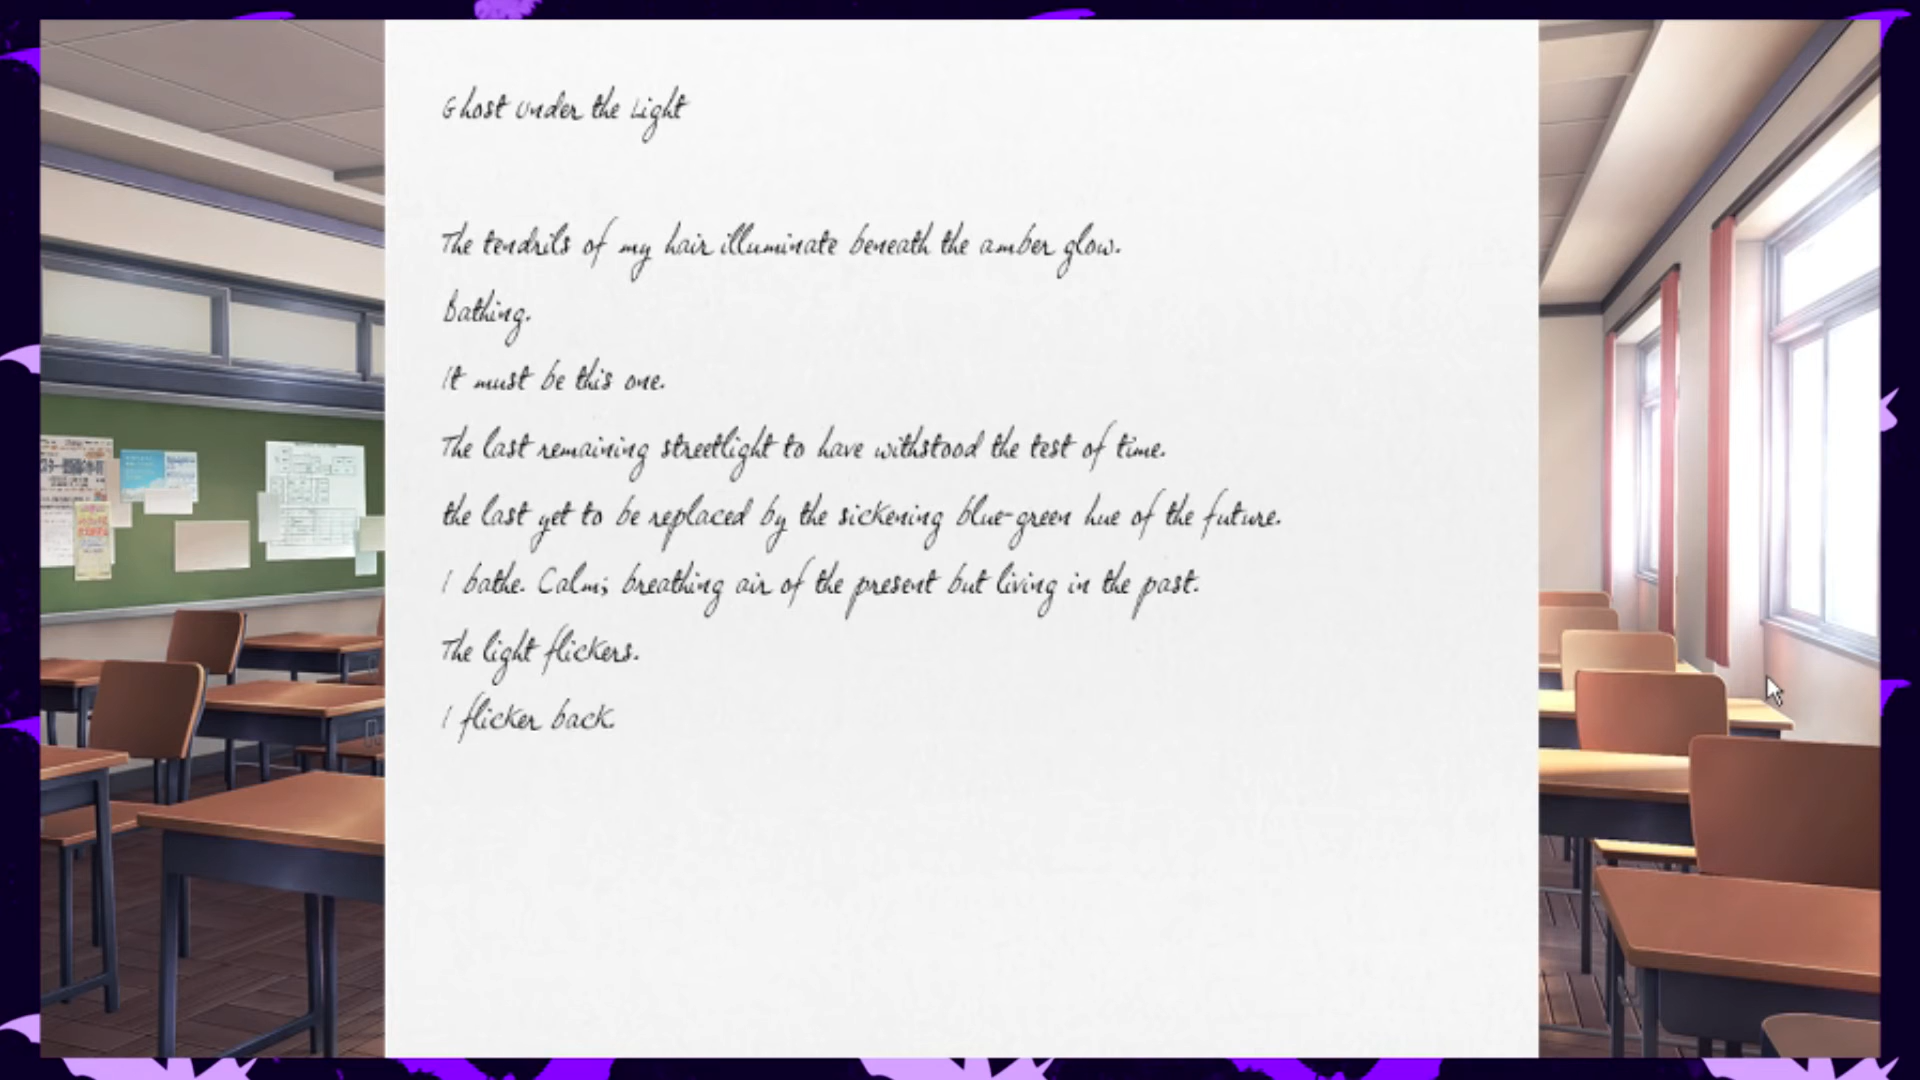 Ghost Under the Light
The tendrils of my hair illuminate beneath the amber glow.
Bathing.
It must be this one.
The last remaining streetlight to have withstood the test of time.
the last yet to be replaced by the sickening blue-green hue of the future.
I bathe. Calm; breathing air of the present but living in the past.
The light flickers.
I flicker back.